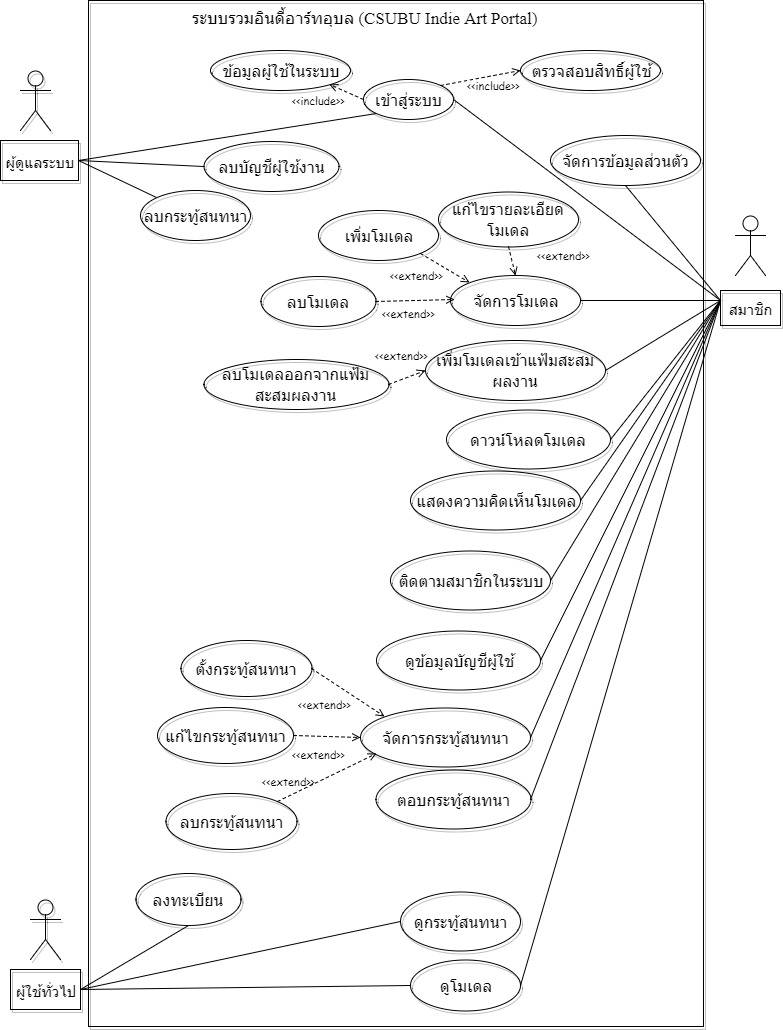 ระบบรวมอินดี้อาร์ทอุบล (CSUBU Indie Art Portal)
ข้อมูลผู้ใช้ในระบบ
ตรวจสอบสิทธิ์ผู้ใช้
<<include>>
<<include>>
เข้าสู่ระบบ
ผู้ดูแลระบบ
ลบบัญชีผู้ใช้งาน
จัดการข้อมูลส่วนตัว
ลบกระทู้สนทนา
เพิ่มโมเดล
แก้ไขรายละเอียด
โมเดล
<<extend>>
<<extend>>
ลบโมเดล
จัดการโมเดล
<<extend>>
สมาชิก
<<extend>>
เพิ่มโมเดลเข้าแฟ้มสะสม
ผลงาน
ลบโมเดลออกจากแฟ้ม
สะสมผลงาน
ดาวน์โหลดโมเดล
แสดงความคิดเห็นโมเดล
ติดตามสมาชิกในระบบ
ดูข้อมูลบัญชีผู้ใช้
ตั้งกระทู้สนทนา
<<extend>>
แก้ไขกระทู้สนทนา
จัดการกระทู้สนทนา
<<extend>>
<<extend>>
ตอบกระทู้สนทนา
ลบกระทู้สนทนา
ลงทะเบียน
ดูกระทู้สนทนา
ผู้ใช้ทั่วไป
ดูโมเดล